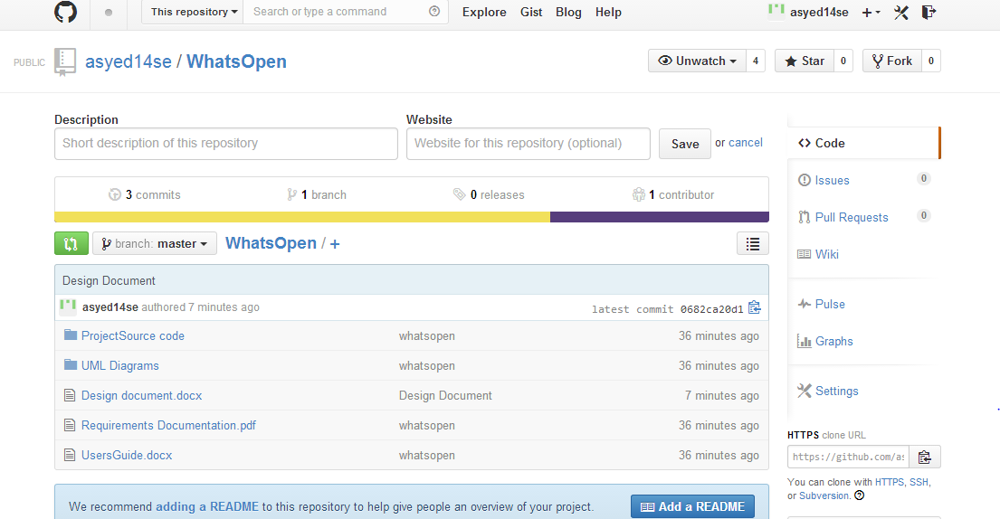 This repository Search or type a command Explore Gist Blog Help asyed14se
PUBLIC asyed14se / WhatsOpen Unwatch 4 Star 0 Fork 0
Description Website
Short description of this repository Website for this repository (optional) Save or cancel
3 commits 1 branch 0 releases 1 contributor
branch: master WhatsOpen / +
Design Document
asyed14se authored 7 minutes ago latest commit 0682ca20d1
ProjectSource code whatsopen 36 minutes ago
UML Diagrams whatsopen 36 minutes ago
Design document.docx Design Document 7 minutes ago
Requirements Documentation.pdf whatsopen 36 minutes ago
UsersGuide.docx whatsopen 36 minutes ago
We recommend adding a README to this repository to help give people an overview of your project. Add a README
Code
Issues 0
Pull Requests 0
Wiki
Pulse
Graphs
Settings
HTTPS clone URL
https://github.com/as
You can clone with HTTPS, SSH,
or Subversion.